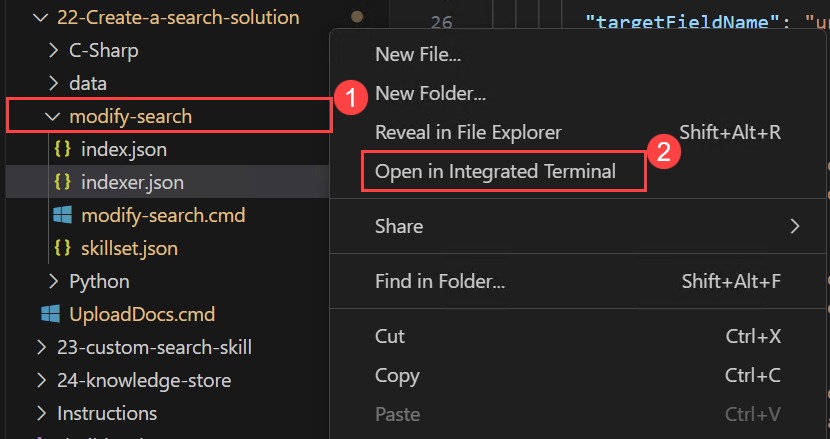 22-Create-a-search-solution
C-Sharp
data
modify-search
{} index.json
{} indexer.json
modify-search.cmd
{} skillset.json
Python
UploadDocs.cmd
23-custom-search-skill
24-knowledge-store
Instructions
26 "targetFieldName":
New File...
1 New Folder...
Reveal in File Explorer Shift+Alt+R
2
Open in Integrated Terminal
Share
Find in Folder... Shift+Alt+F
Cut Ctrl+X
Copy Ctrl+C
Paste Ctrl+V